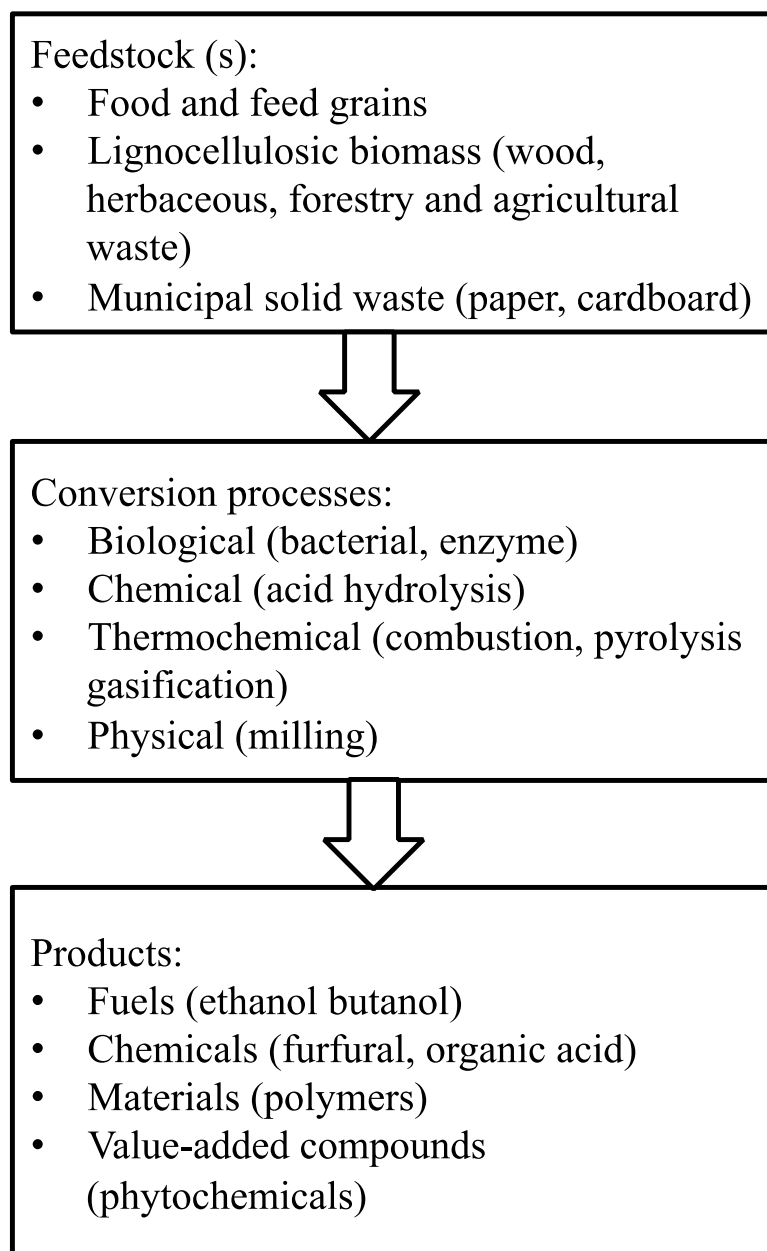 Feedstock (s):
• Food and feed grains
• Lignocellulosic biomass (wood,
herbaceous, forestry and agricultural
waste)
• Municipal solid waste (paper, cardboard)
Conversion processes:
• Biological (bacterial, enzyme)
• Chemical (acid hydrolysis)
• Thermochemical (combustion, pyrolysis
gasification)
• Physical (milling)
Products:
• Fuels (ethanol butanol)
• Chemicals (furfural, organic acid)
• Materials (polymers)
• Value-added compounds
(phytochemicals)